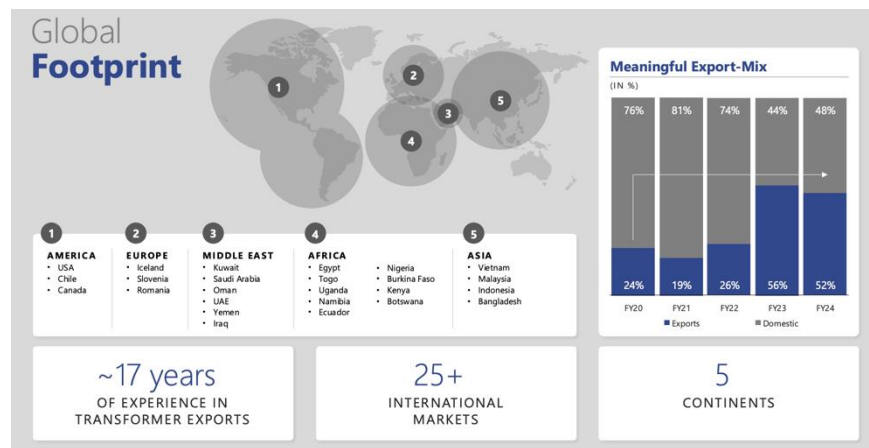 Global
Footprint
1
2
3
4
5
1
AMERICA
• USA
• Chile
• Canada
2
EUROPE
• Iceland
• Slovenia
• Romania
3
MIDDLE EAST
• Kuwait
• Saudi Arabia
• Oman
• UAE
• Yemen
• Iraq
4
AFRICA
• Egypt
• Togo
• Uganda
• Namibia
• Ecuador
• Nigeria
• Burkina Faso
• Kenya
• Botswana
5
ASIA
• Vietnam
• Malaysia
• Indonesia
• Bangladesh
Meaningful Export-Mix
(IN %)
76% 81% 74% 44% 48%
24% 19% 26% 56% 52%
FY20 FY21 FY22 FY23 FY24
Exports Domestic
~17 years
OF EXPERIENCE IN
TRANSFORMER EXPORTS
25+
INTERNATIONAL
MARKETS
5
CONTINENTS